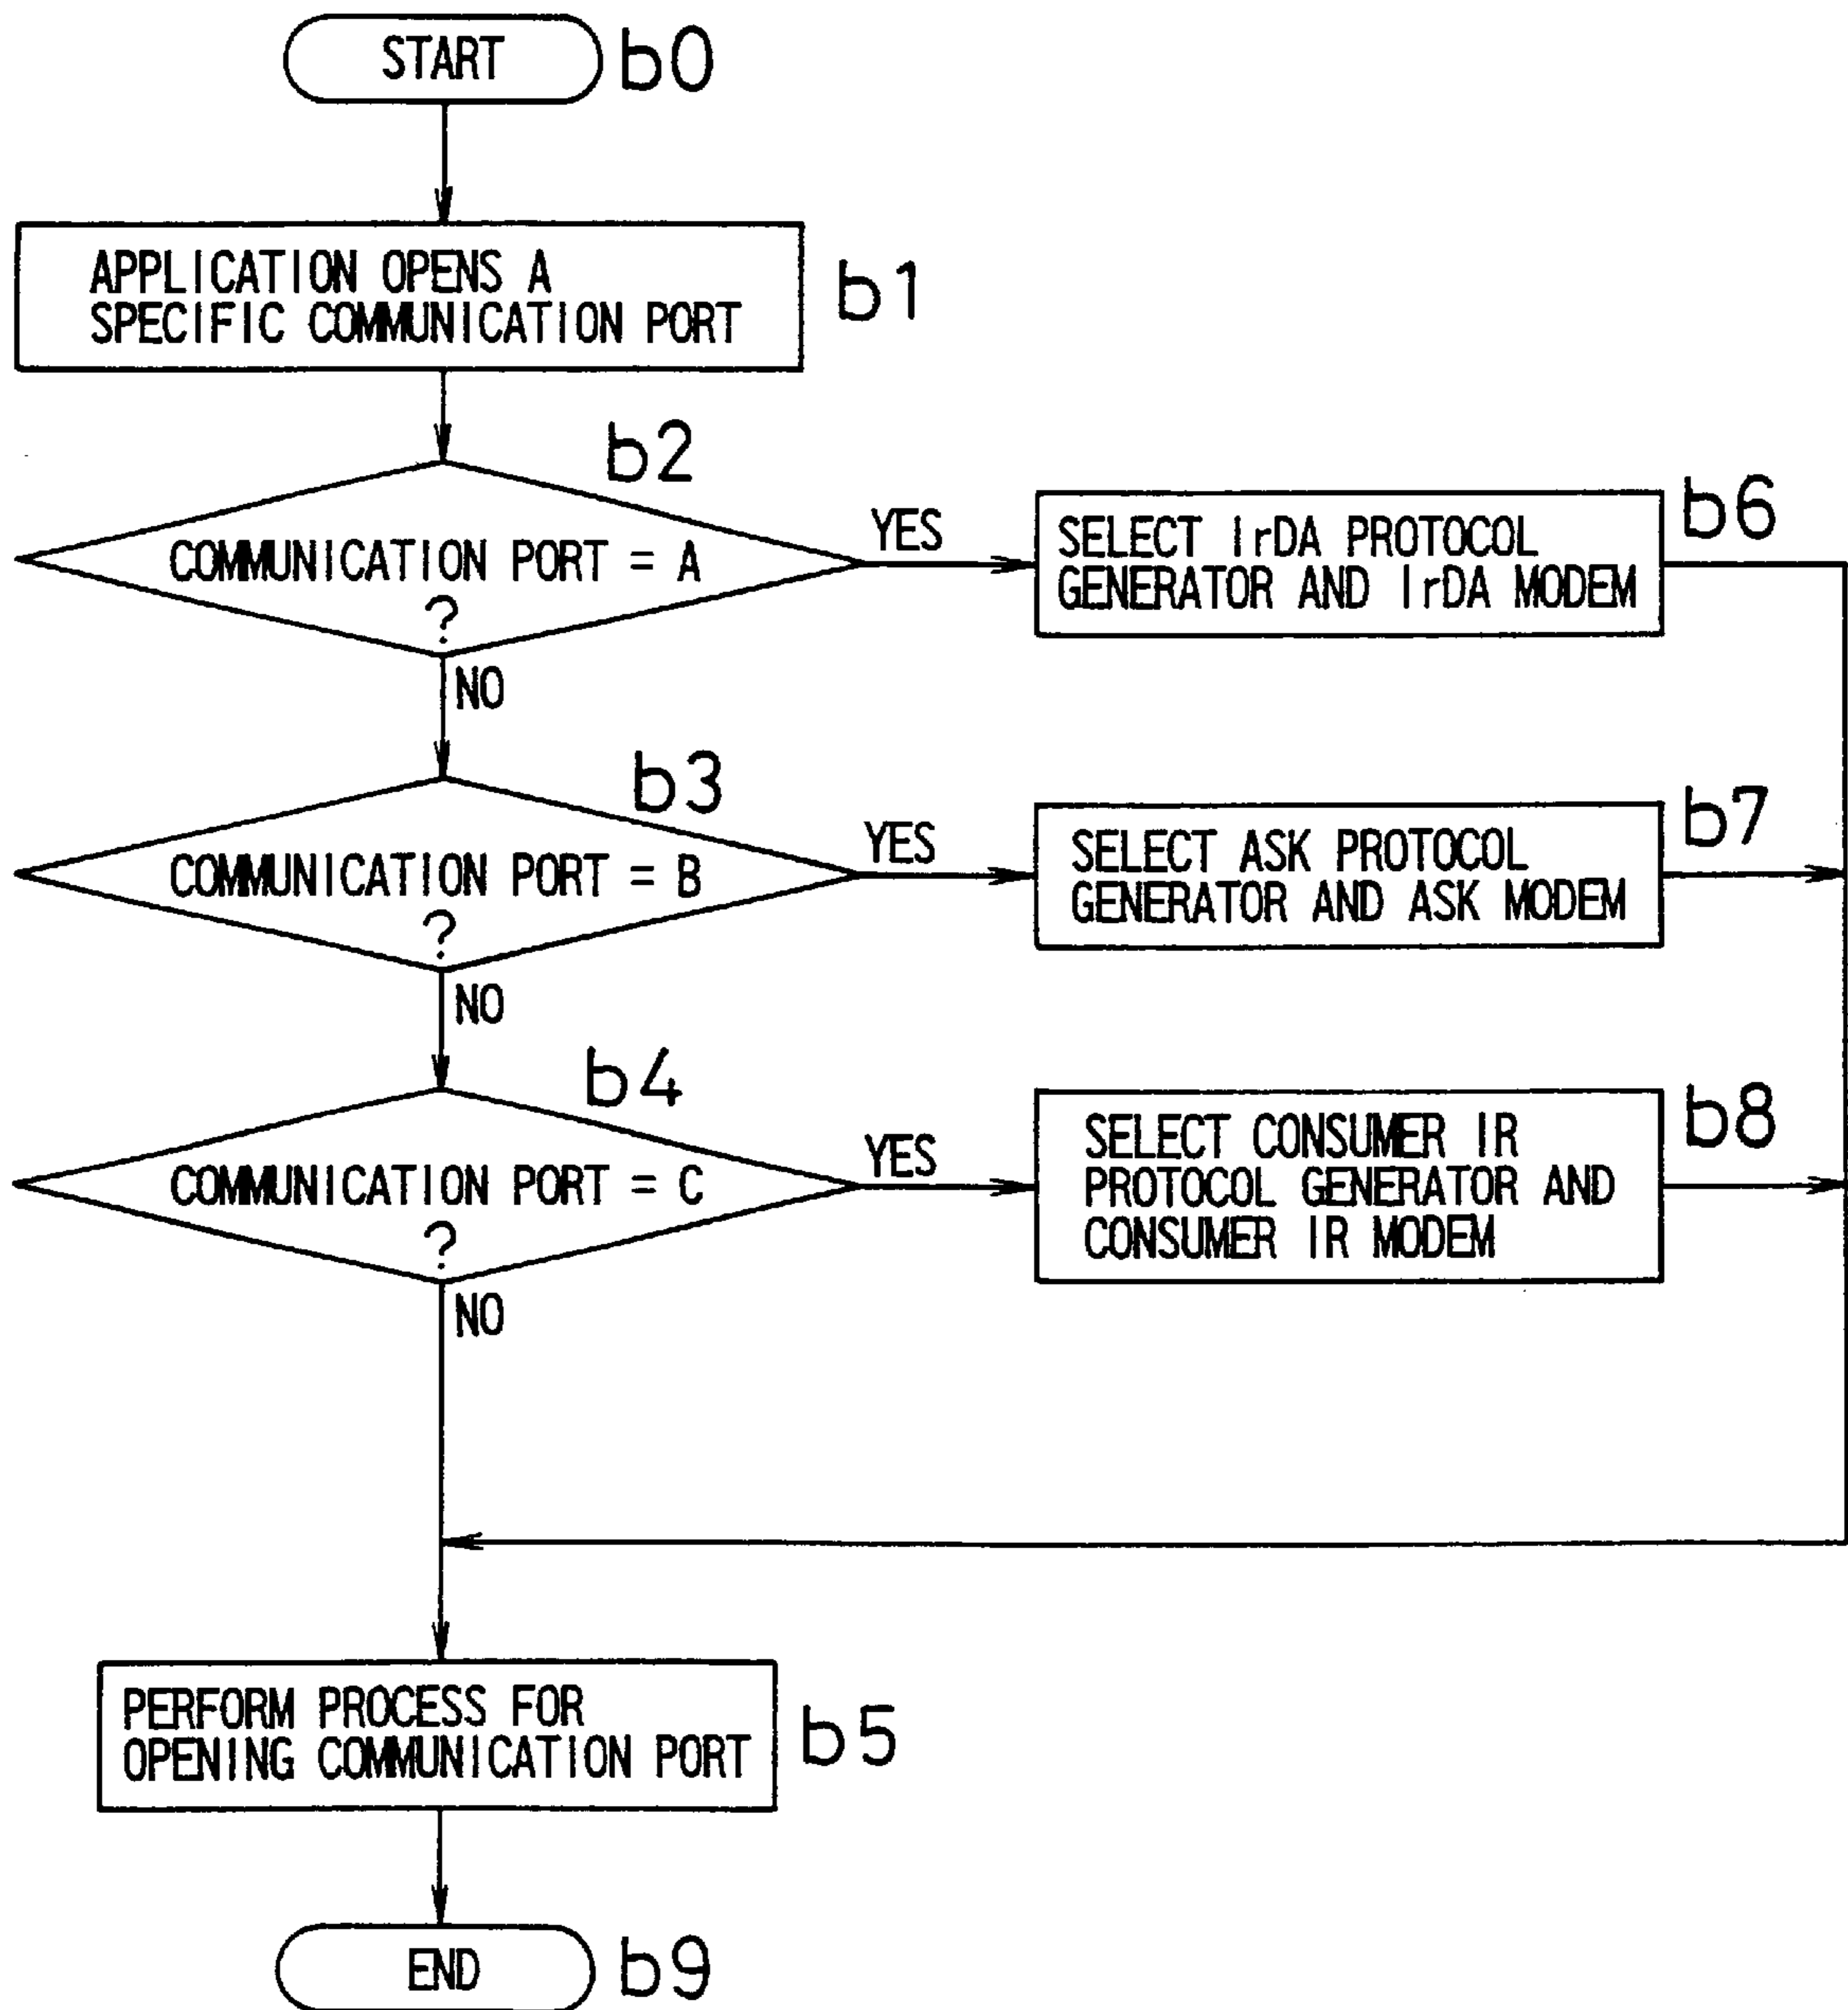 START
b0
APPLICATION OPENS A
SPECIFIC COMMUNICATION PORT
b1
b2
COMMUNICATION PORT = A
?
YES
NO
SELECT IrDA PROTOCOL
GENERATOR AND IrDA MODEM
b6
b3
COMMUNICATION PORT = B
?
YES
NO
SELECT ASK PROTOCOL
GENERATOR AND ASK MODEM
b7
b4
COMMUNICATION PORT = C
?
YES
NO
SELECT CONSUMER IR
PROTOCOL GENERATOR AND
CONSUMER IR MODEM
b8
PERFORM PROCESS FOR
OPENING COMMUNICATION PORT
b5
END
b9